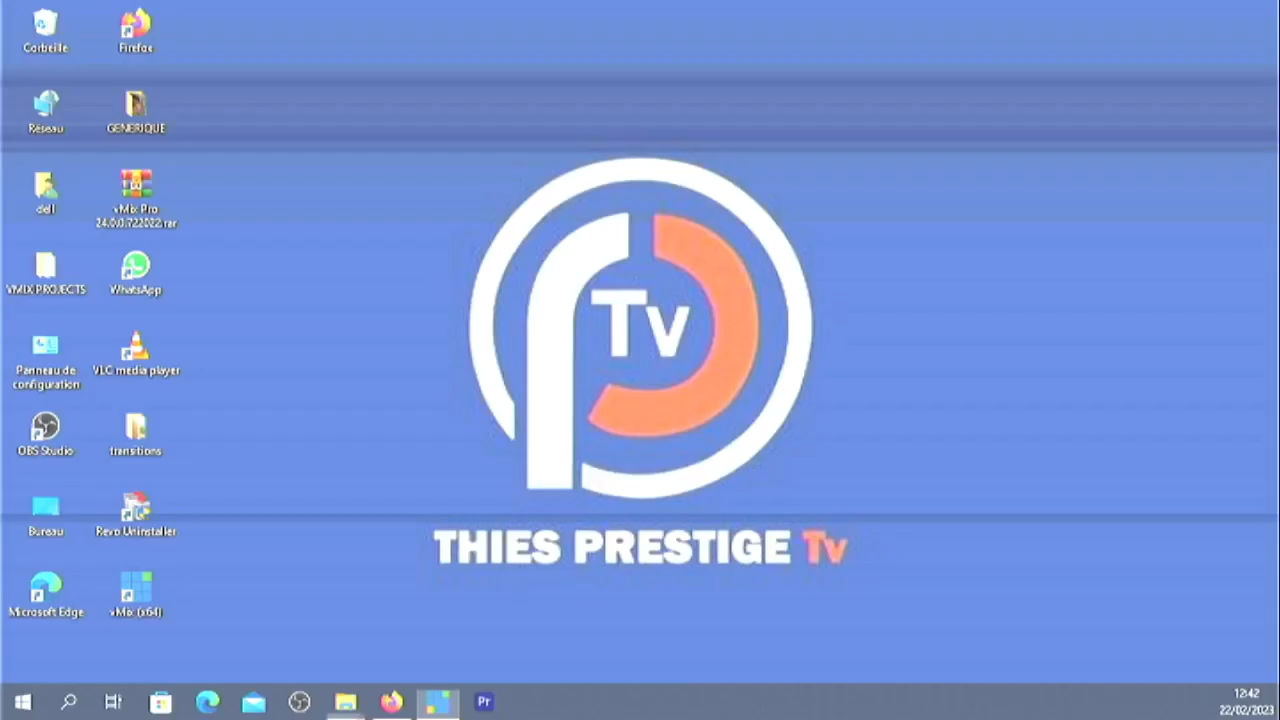 Corbeille
Firefox
Réseau
GENERIQUE
dell
vMix Pro
24.0.0.722022.rar
VMIX PROJECTS
WhatsApp
Panneau de
configuration
VLC media player
OBS Studio
transitions
Bureau
Revo Uninstaller
Microsoft Edge
vMix (x64)
Tv
THIES PRESTIGE Tv
Pr
12:42
22/02/2023